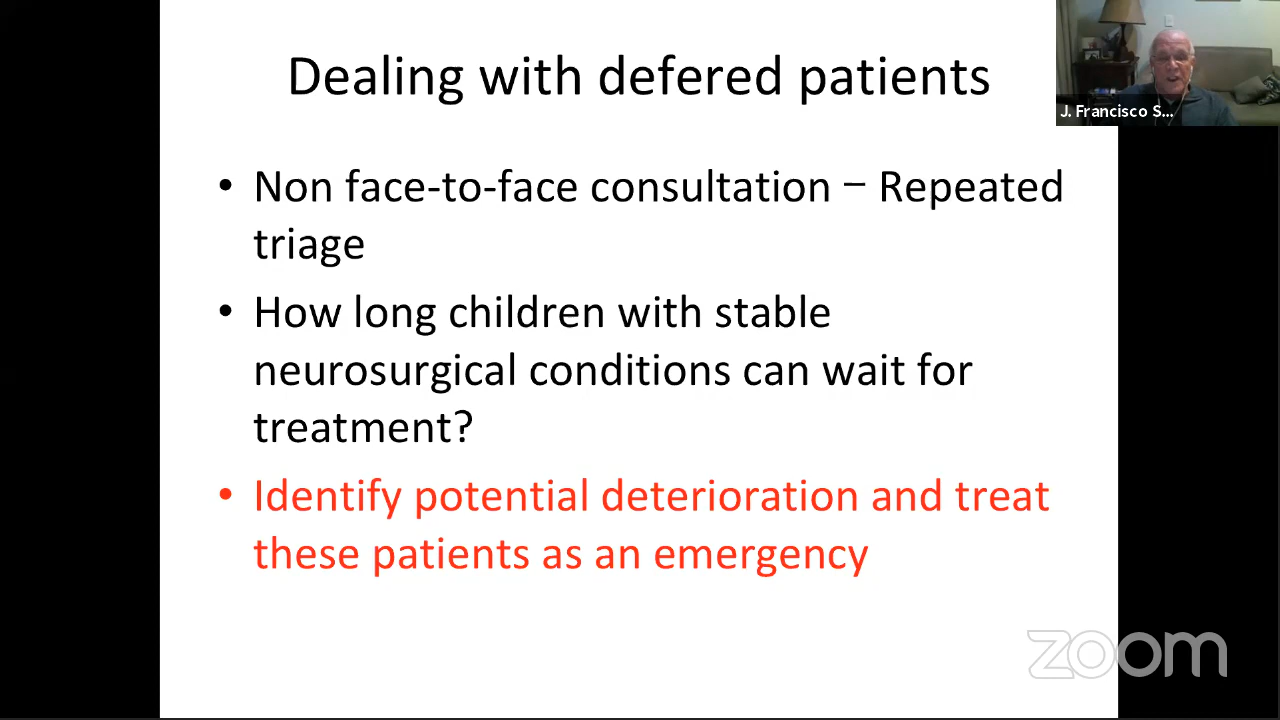 Dealing with defered patients
J. Francisco S...
• Non face-to-face consultation – Repeated
triage
• How long children with stable
neurosurgical conditions can wait for
treatment?
• Identify potential deterioration and treat
these patients as an emergency
zoom